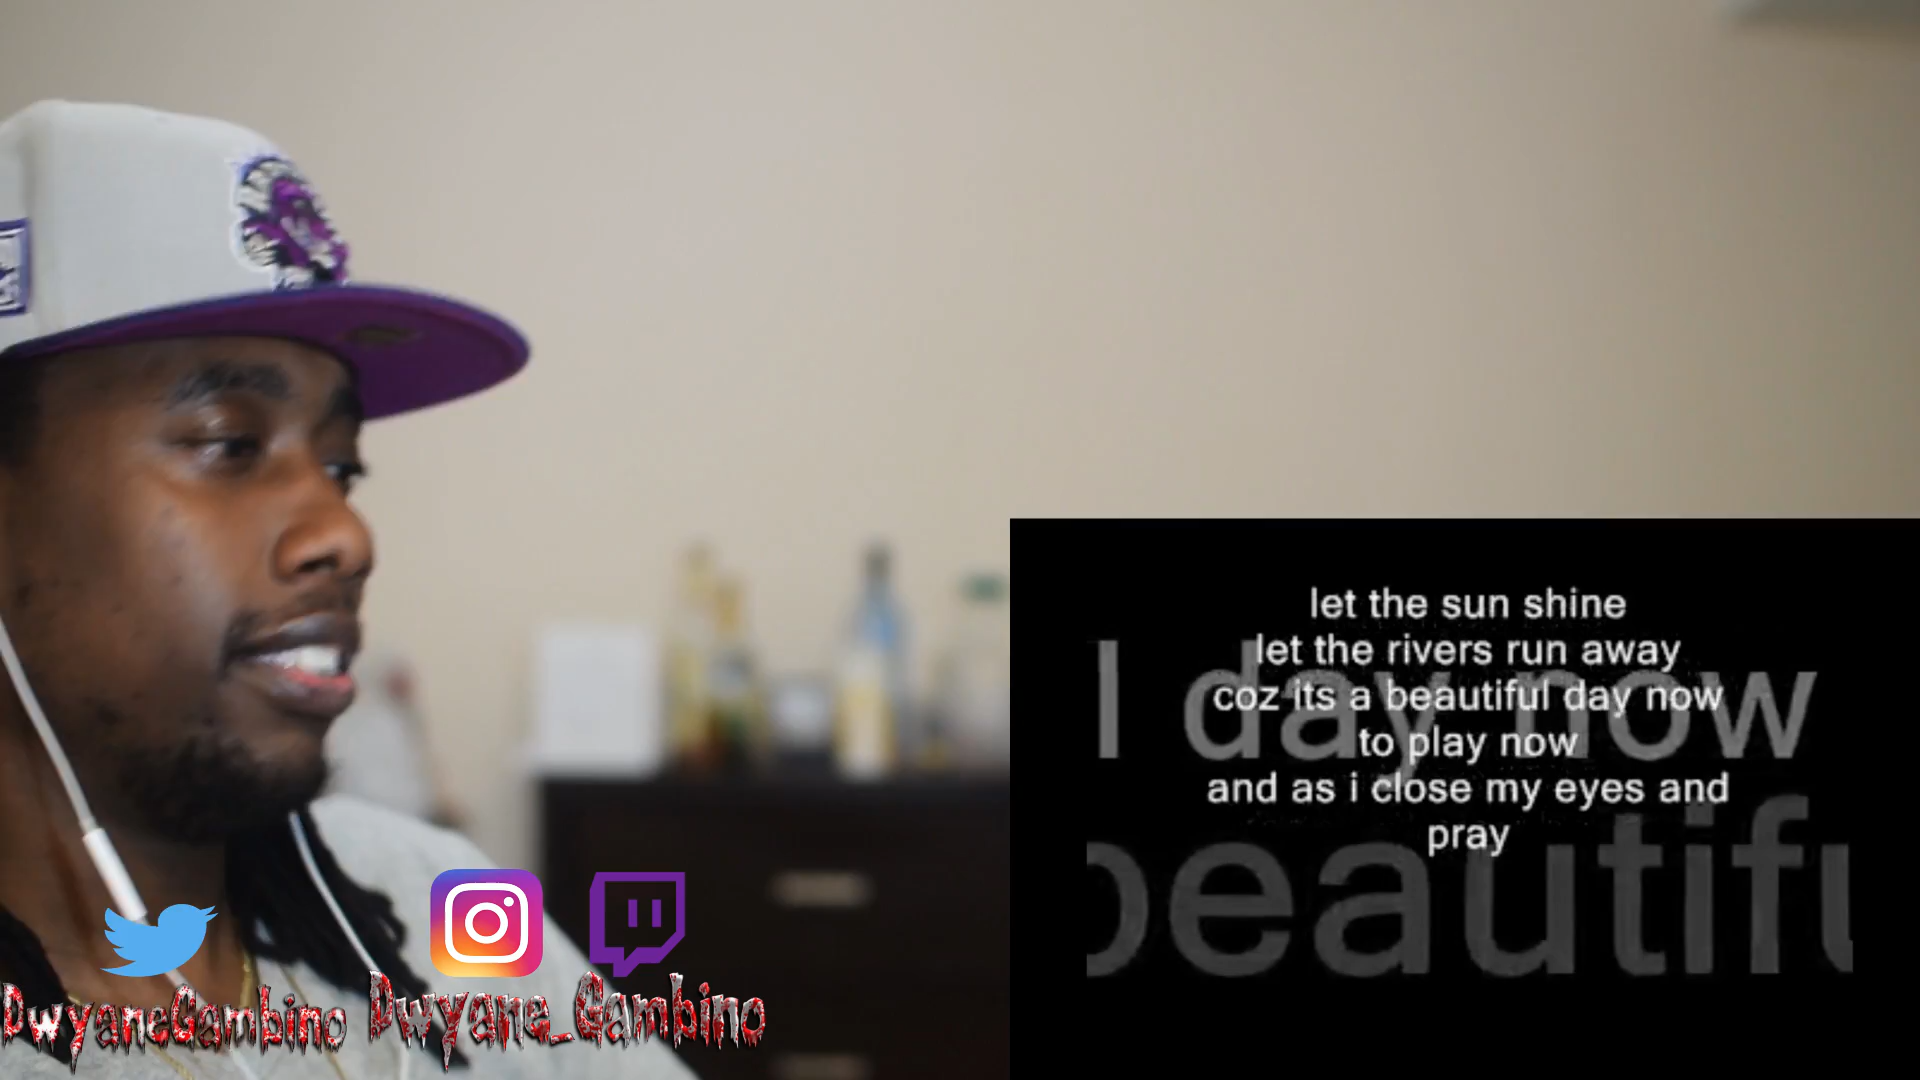 let the sun shine
let the rivers run away
coz its a beautiful day now
to play now
and as i close my eyes and
pray
l day now
beautifu
DwyaneGambino
Dwyane_Gambino